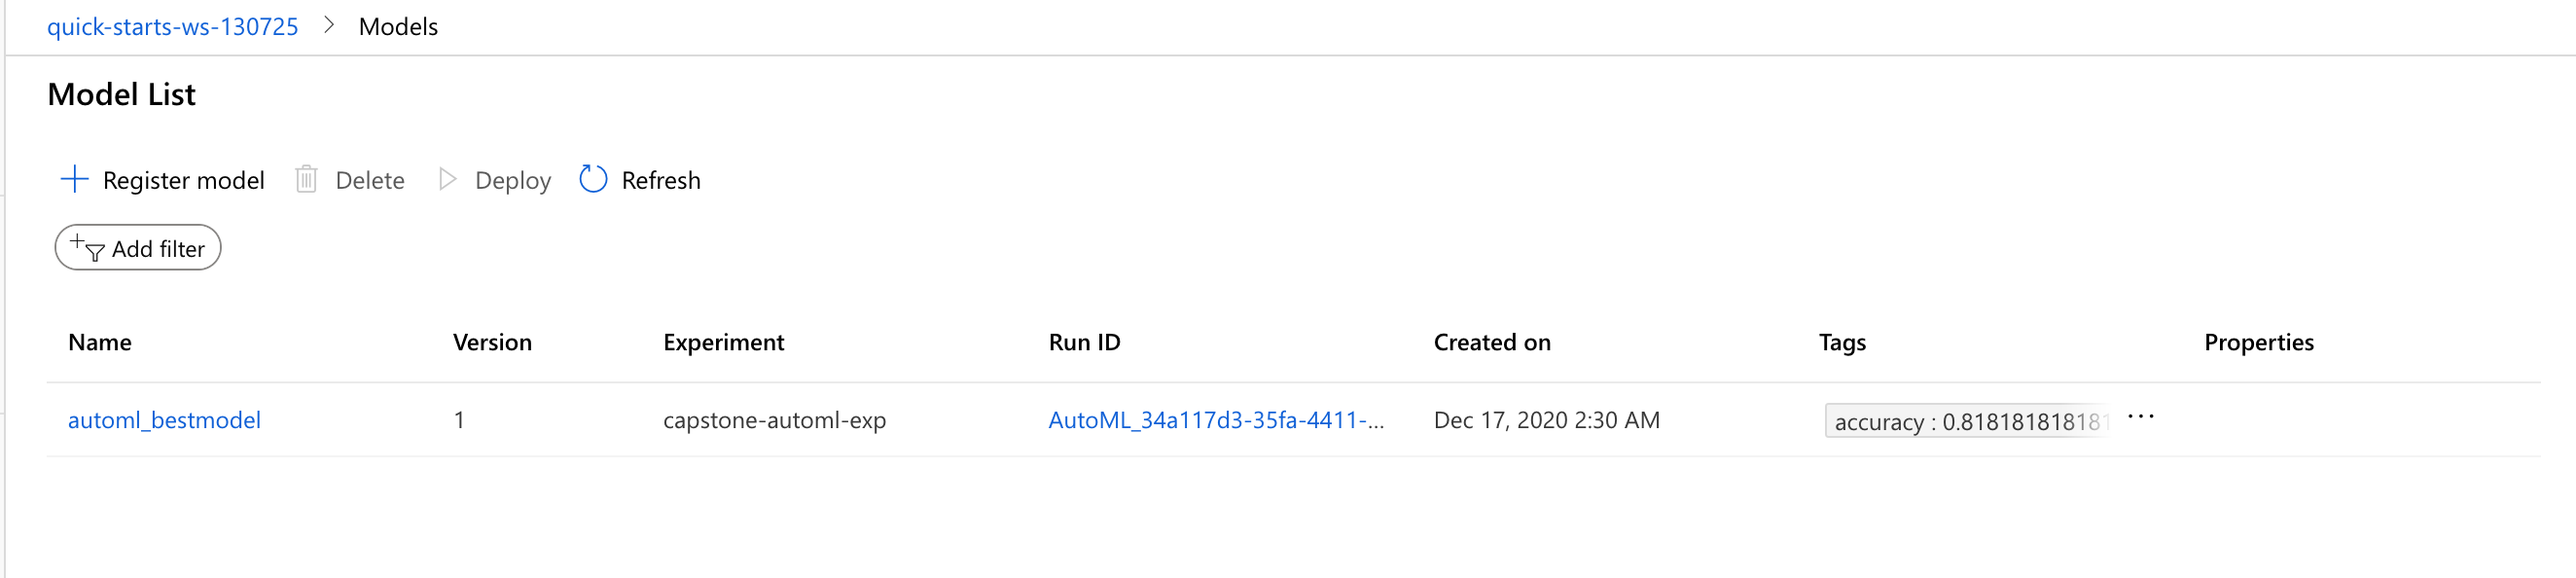 quick-starts-ws-130725 > Models
Model List
Register model Delete Deploy Refresh
Add filter
Name Version Experiment Run ID Created on Tags Properties
automl_bestmodel 1 capstone-automl-exp AutoML_34a117d3-35fa-4411-... Dec 17, 2020 2:30 AM accuracy : 0.818181818181 ...